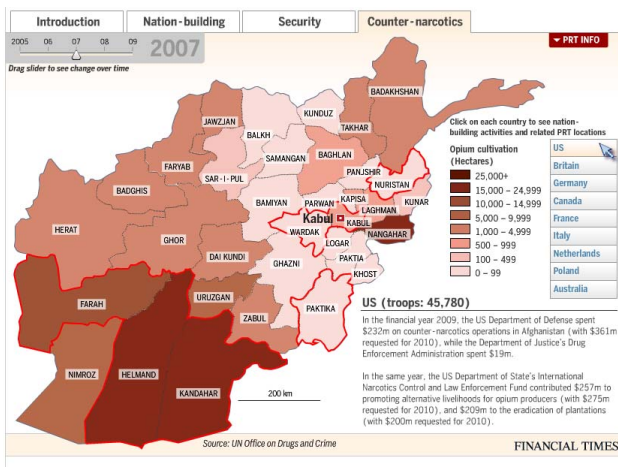 Introduction
Nation-building
Security
Counter-narcotics
2005 06 07 08 09
2007
PRT INFO
Drag slider to see change over time
BADAKHSHAN
KUNDUZ
JAWZJAN
TAKHAR
BALKH
Click on each country to see nation-
building activities and related PRT locations
FARYAB
SAMANGAN
BAGHLAN
SAR-I-PUL
PANJSHIR
NURISTAN
BADGHIS
BAMIYAN
PARWAN
KAPISA
KUNAR
LAGHMAN
Kabul
KABUL
HERAT
GHOR
WARDAK
NANGAHAR
LOGAR
DAI KUNDI
GHAZNI
PAKTIA
KHOST
URUZGAN
FARAH
PAKTIKA
ZABUL
NIMROZ
HELMAND
KANDAHAR
200 km
Opium cultivation
(Hectares)
25,000+
15,000 – 24,999
10,000 – 14,999
5,000 – 9,999
1,000 – 4,999
500 – 999
100 – 499
0 – 99
US
Britain
Germany
Canada
France
Italy
Netherlands
Poland
Australia
US (troops: 45,780)
In the financial year 2009, the US Department of Defense spent
$232m on counter-narcotics operations in Afghanistan (with $361m
requested for 2010), while the Department of Justice's Drug
Enforcement Administration spent $19m.
In the same year, the US Department of State's International
Narcotics Control and Law Enforcement Fund contributed $257m to
promoting alternative livelihoods for opium producers (with $275m
requested for 2010), and $209m to the eradication of plantations
(with $200m requested for 2010).
Source: UN Office on Drugs and Crime
FINANCIAL TIMES